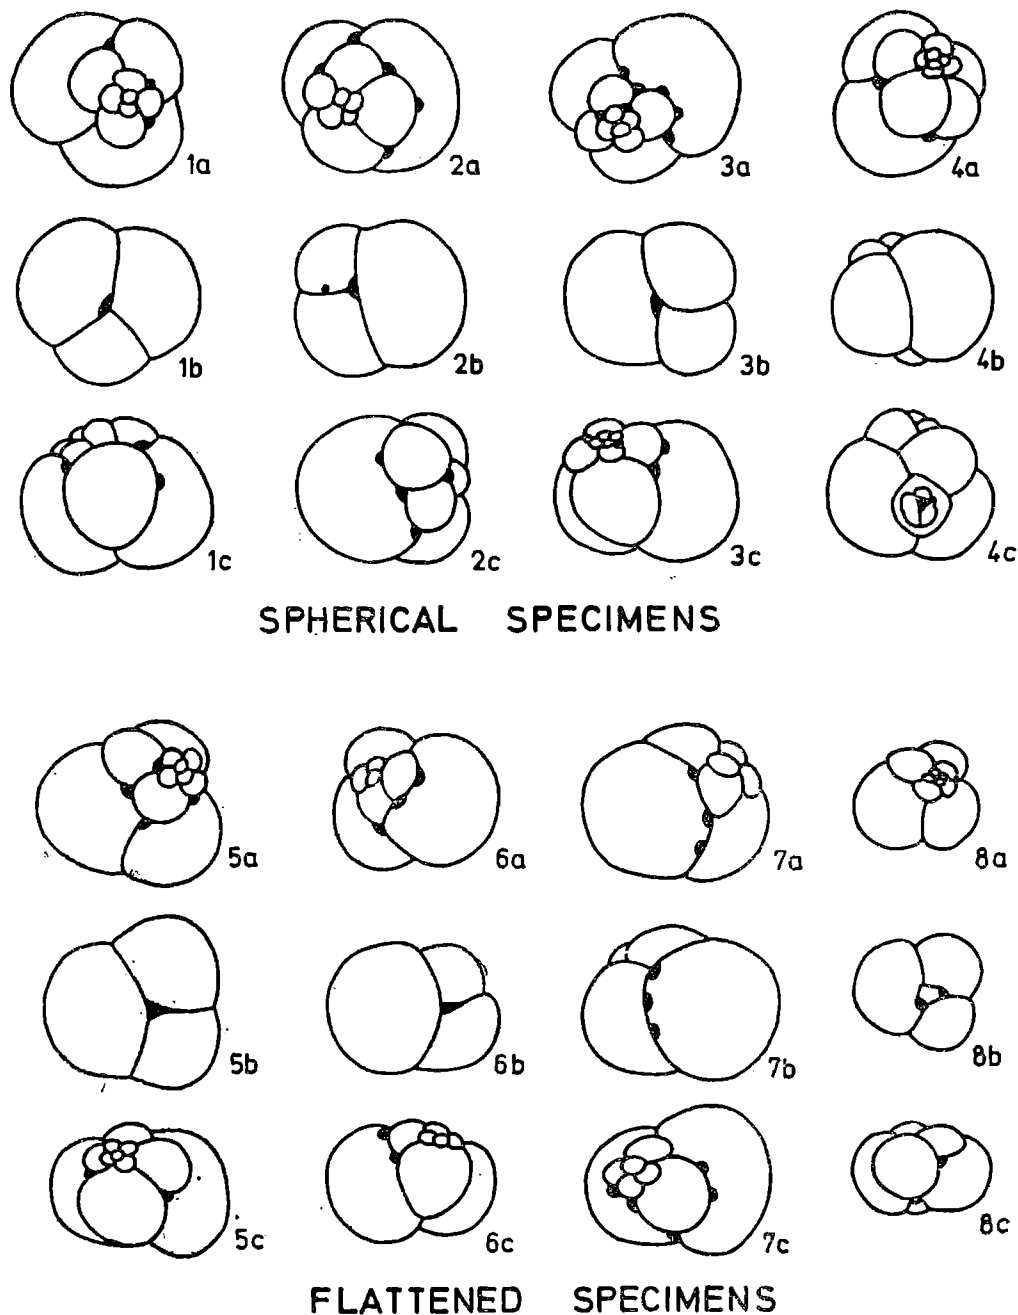 1a 2a 3a 4a
1b 2b 3b 4b
1c 2c 3c 4c
SPHERICAL SPECIMENS
5a 6a 7a 8a
5b 6b 7b 8b
5c 6c 7c 8c
FLATTENED SPECIMENS